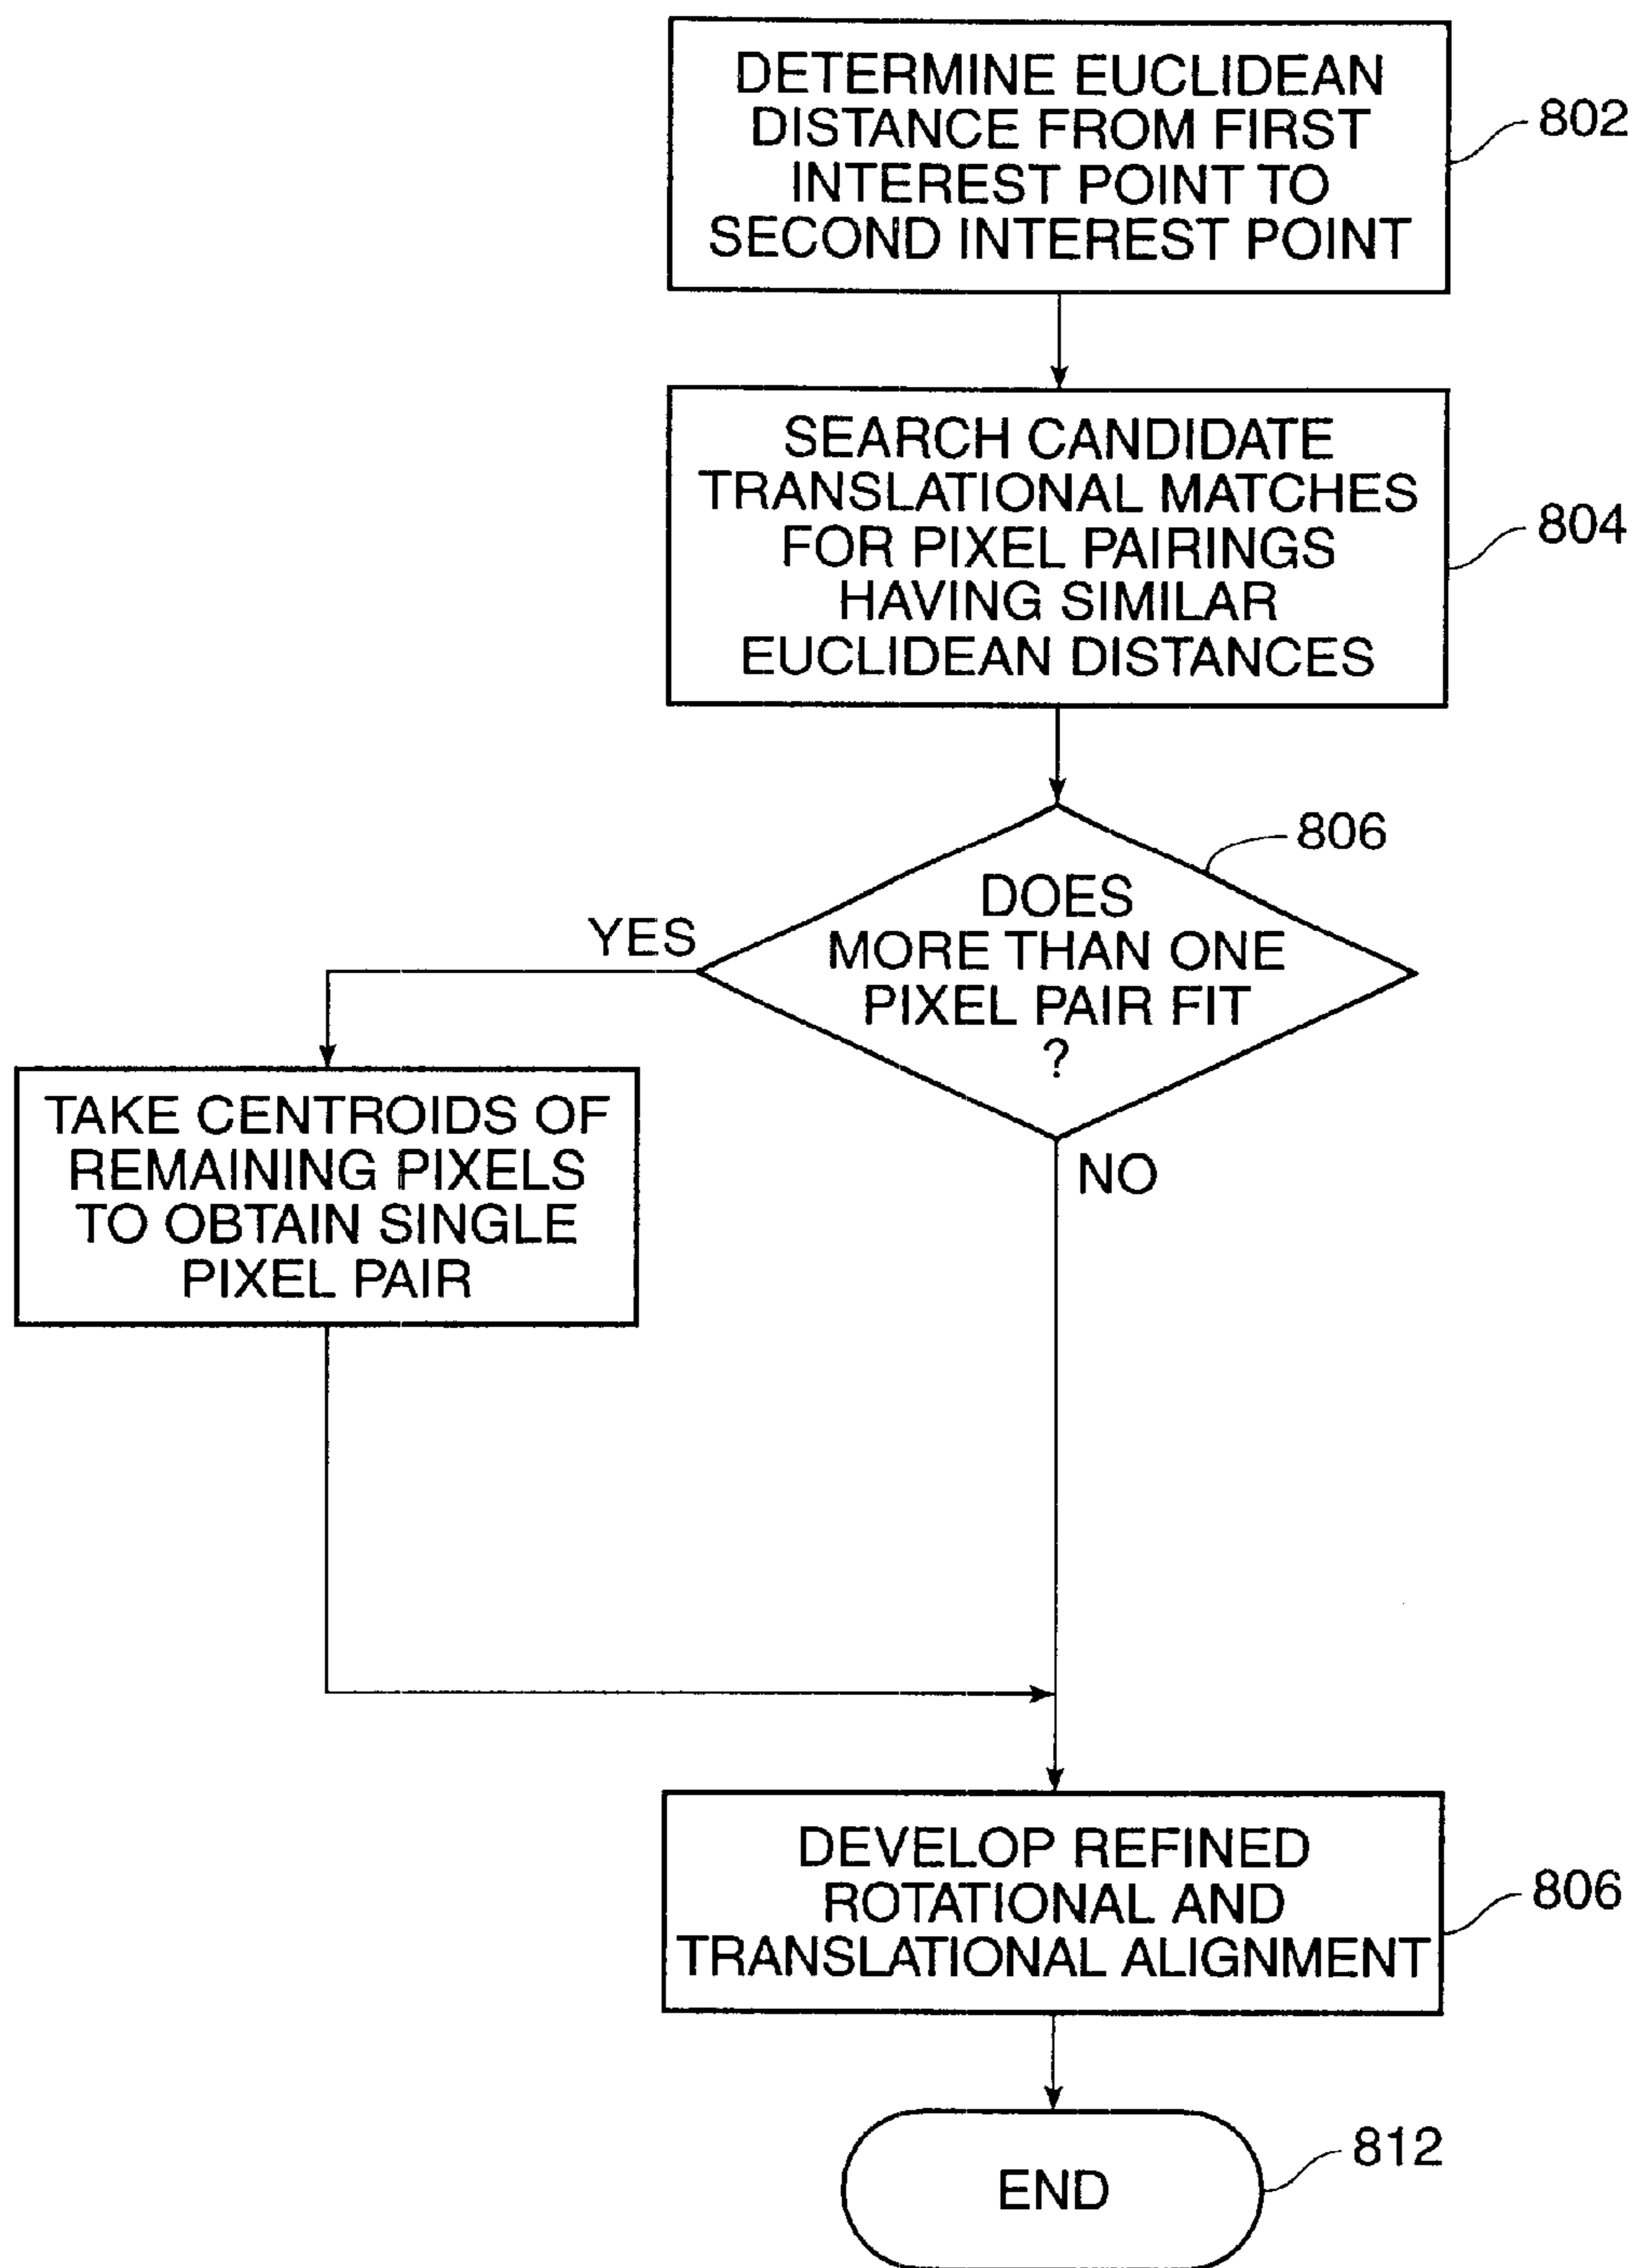 DETERMINE EUCLIDEAN
DISTANCE FROM FIRST
INTEREST POINT TO
SECOND INTEREST POINT
802
SEARCH CANDIDATE
TRANSLATIONAL MATCHES
FOR PIXEL PAIRINGS
HAVING SIMILAR
EUCLIDEAN DISTANCES
804
806
DOES
MORE THAN ONE
PIXEL PAIR FIT
?
YES
NO
TAKE CENTROIDS OF
REMAINING PIXELS
TO OBTAIN SINGLE
PIXEL PAIR
DEVELOP REFINED
ROTATIONAL AND
TRANSLATIONAL ALIGNMENT
806
END
812